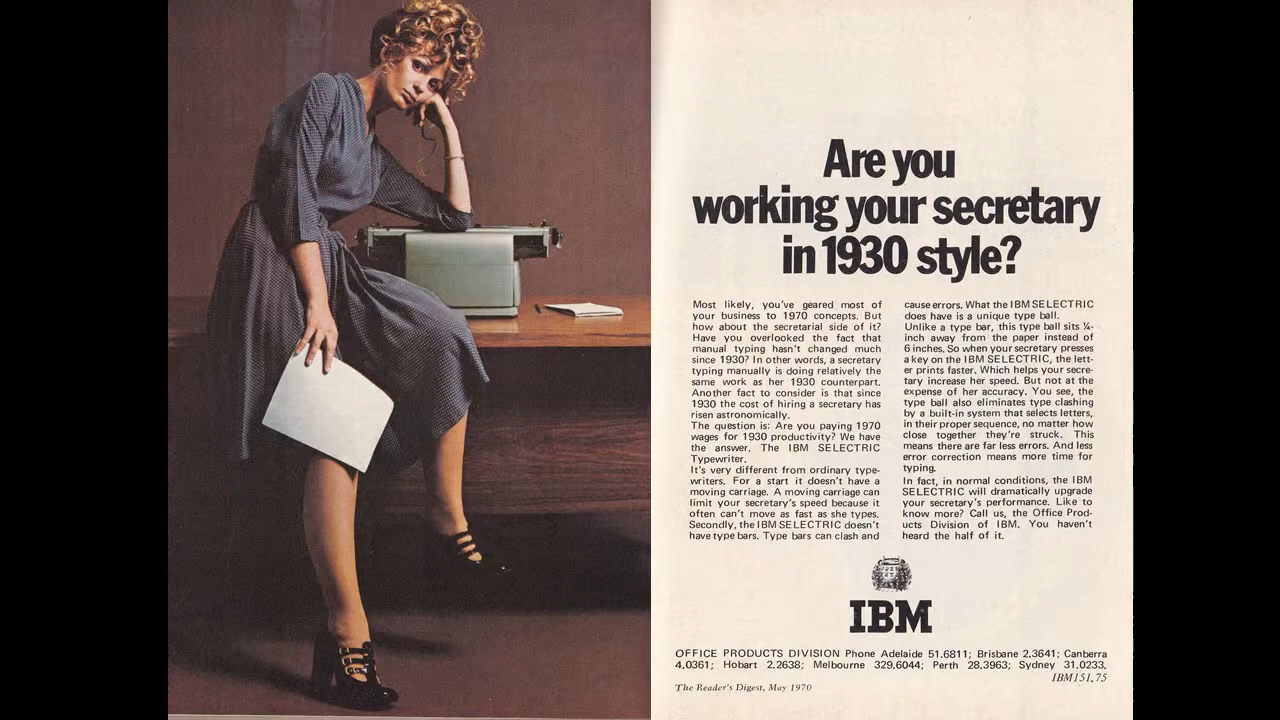 Are you
working your secretary
in 1930 style?
Most likely, you've geared most of
your business to 1970 concepts. But
how about the secretarial side of it?
Have you overlooked the fact that
manual typing hasn't changed much
since 1930? In other words, a secretary
typing manually is doing relatively the
same work as her 1930 counterpart.
Another fact to consider is that since
1930 the cost of hiring a secretary has
risen astronomically.
The question is: Are you paying 1970
wages for 1930 productivity? We have
the answer. The IBM SELECTRIC
Typewriter.
It's very different from ordinary type-
writers. For a start it doesn't have a
moving carriage. A moving carriage can
limit your secretary's speed because it
often can't move as fast as she types.
Secondly, the IBM SELECTRIC doesn't
have type bars. Type bars can clash and
cause errors. What the IBM SELECTRIC
does have is a unique type ball.
Unlike a type bar, this type ball sits ¼-
inch away from the paper instead of
6 inches. So when your secretary presses
a key on the IBM SELECTRIC, the lett-
er prints faster. Which helps your secre-
tary increase her speed. But not at the
expense of her accuracy. You see, the
type ball also eliminates type clashing
by a built-in system that selects letters,
in their proper sequence, no matter how
close together they're struck. This
means there are far less errors. And less
error correction means more time for
typing.
In fact, in normal conditions, the IBM
SELECTRIC will dramatically upgrade
your secretary's performance. Like to
know more? Call us, the Office Prod-
ucts Division of IBM. You haven't
heard the half of it.
IBM
OFFICE PRODUCTS DIVISION Phone Adelaide 51.6811; Brisbane 2.3641; Canberra
4.0361; Hobart 2.2638; Melbourne 329.6044; Perth 28.3963; Sydney 31.0233.
IBM151.75
The Reader's Digest, May 1970